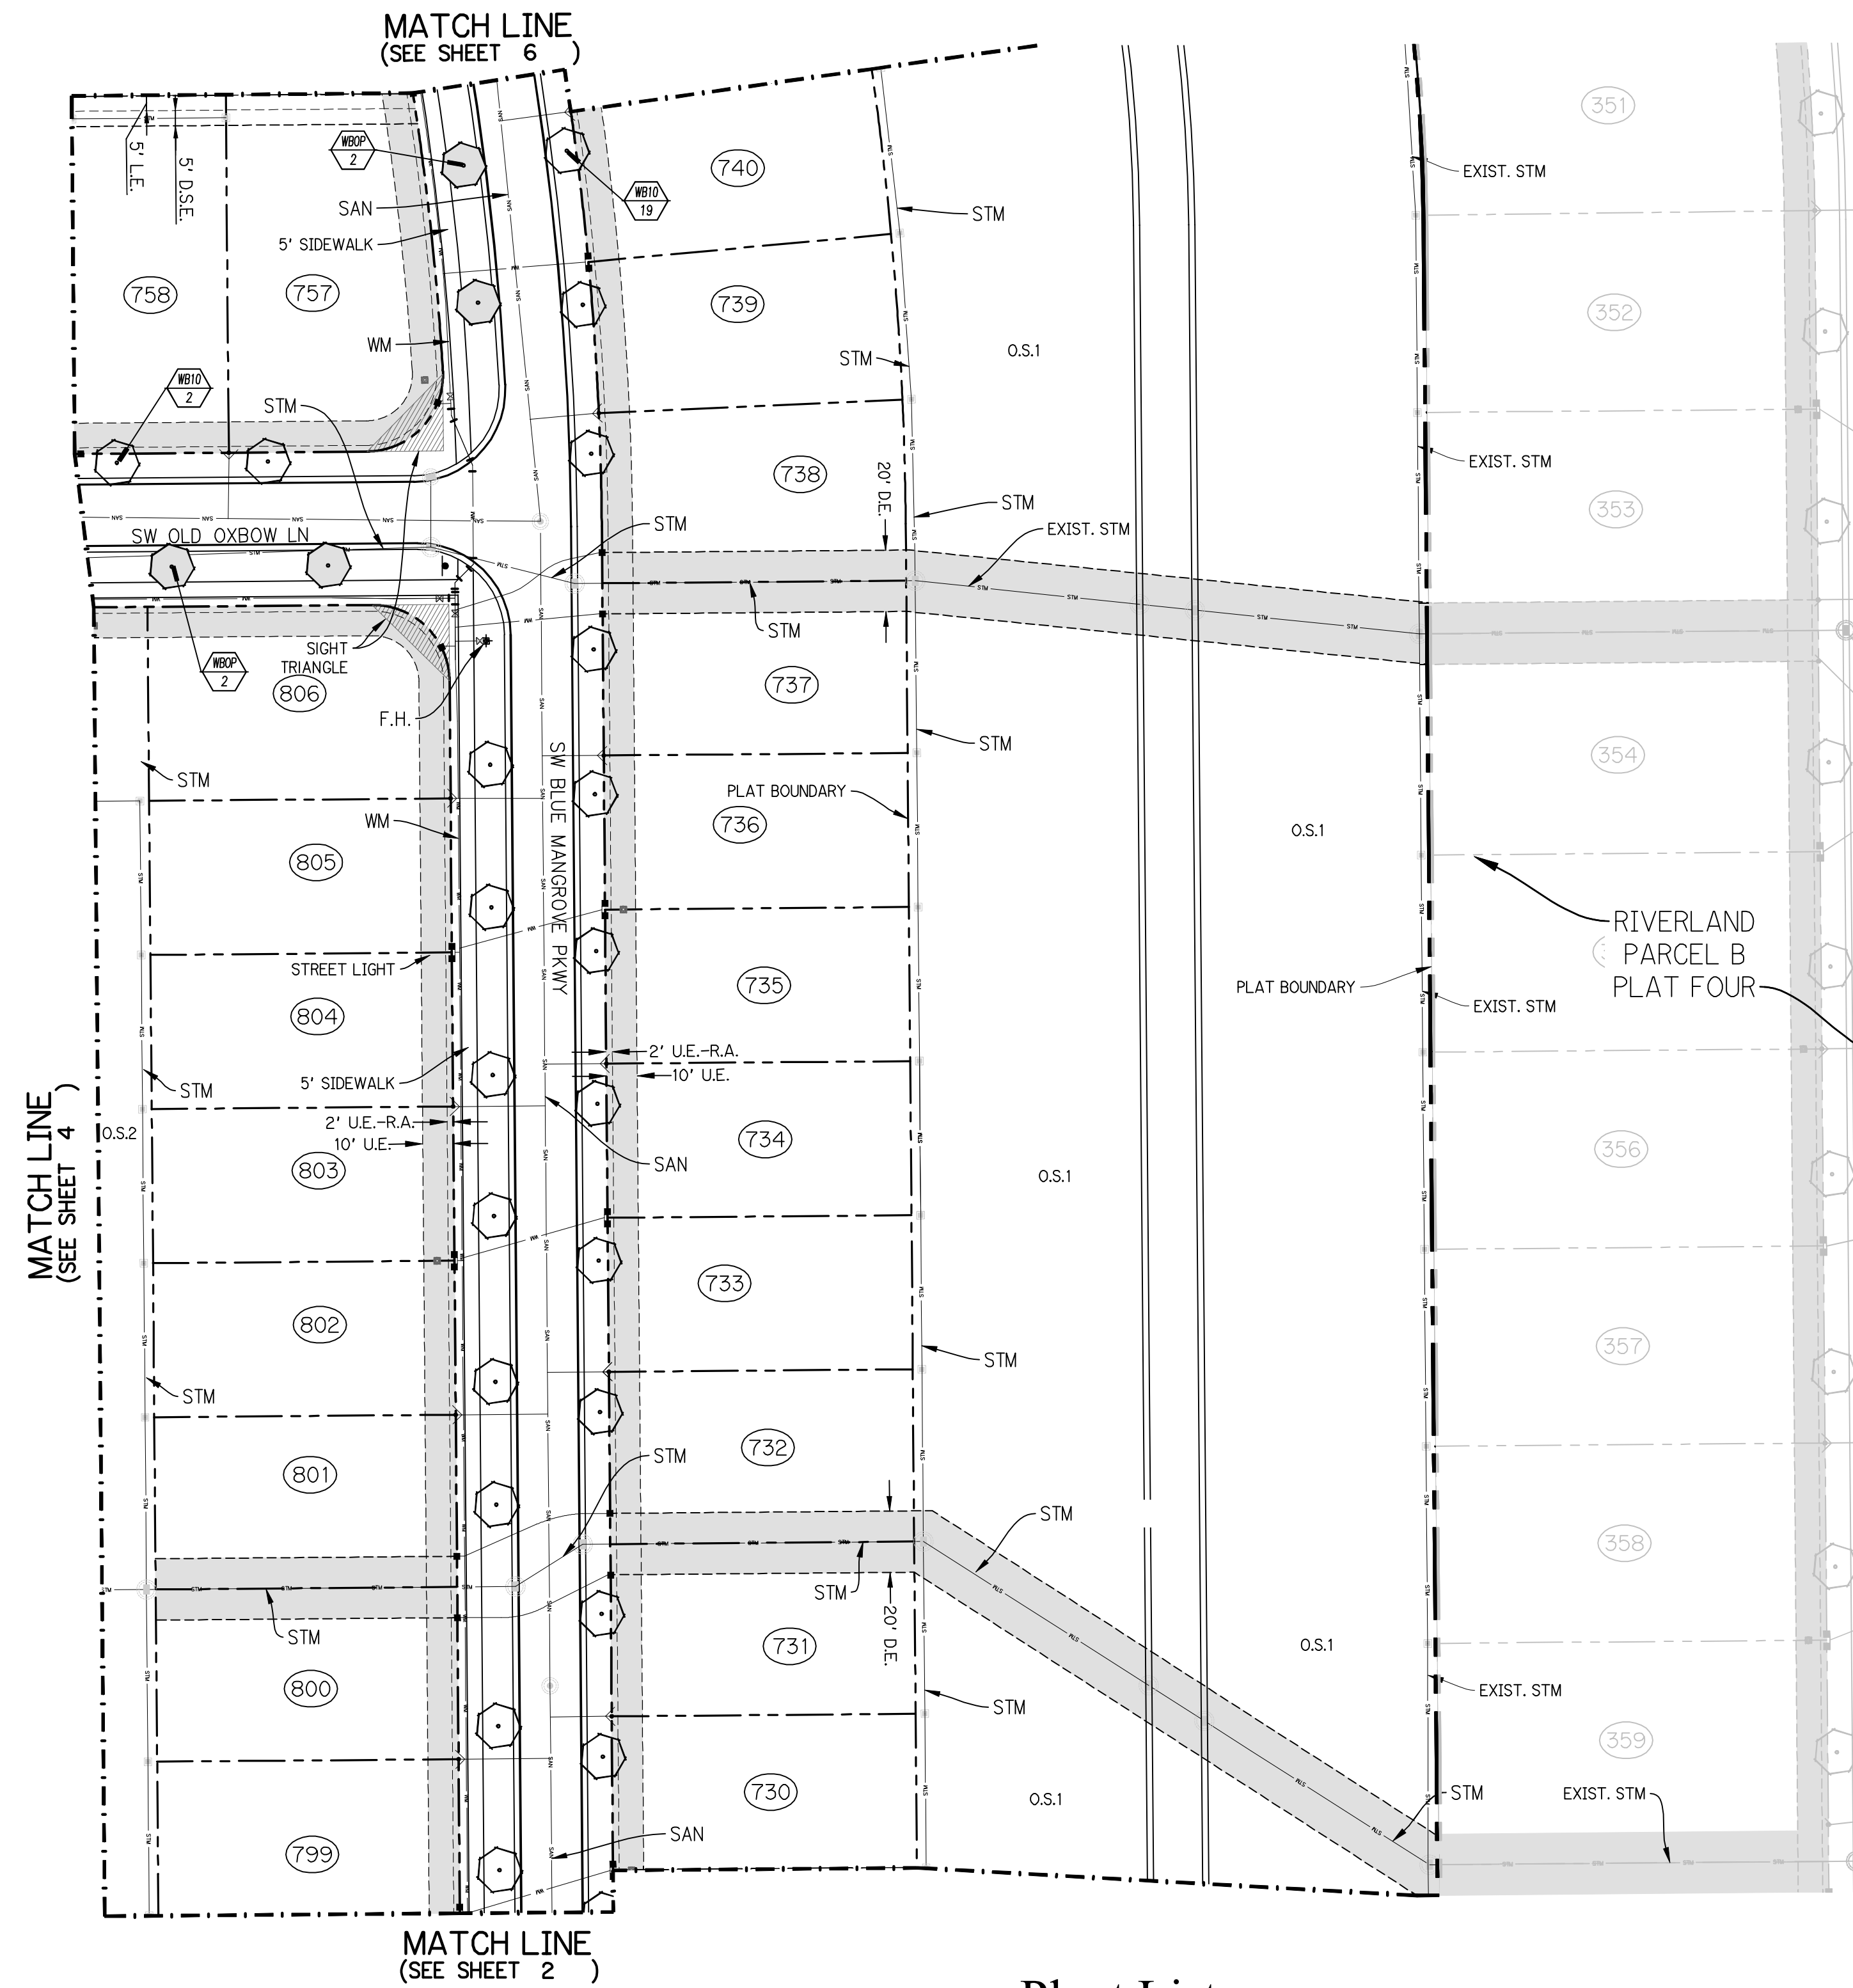 MATCH LINE
(SEE SHEET 6 )
5' L.E.
5' D.S.E.
WBOP
2
SAN
5' SIDEWALK
WB10
19
740
STM
351
EXIST. STM
758
757
739
352
WM
STM
O.S.1
WB10
2
STM
738
20' D.E.
STM
EXIST. STM
353
SW OLD OXBOW LN
STM
EXIST. STM
SIGHT
TRIANGLE
STM
WBOP
2
806
F.H.
737
STM
SW BLUE MANGROVE PKWY
STM
354
PLAT BOUNDARY
736
WM
O.S.1
805
RIVERLAND
PARCEL B
PLAT FOUR
STREET LIGHT
735
PLAT BOUNDARY
EXIST. STM
804
2' U.E.-R.A.
10' U.E.
STM
5' SIDEWALK
MATCH LINE
(SEE SHEET 4 )
O.S.2
2' U.E.-R.A.
10' U.E.
734
356
803
SAN
O.S.1
733
802
357
STM
STM
732
STM
801
20' D.E.
STM
358
STM
STM
731
O.S.1
800
STM
EXIST. STM
359
730
O.S.1
STM
EXIST. STM
799
SAN
MATCH LINE
(SEE SHEET 2 )
Plant List